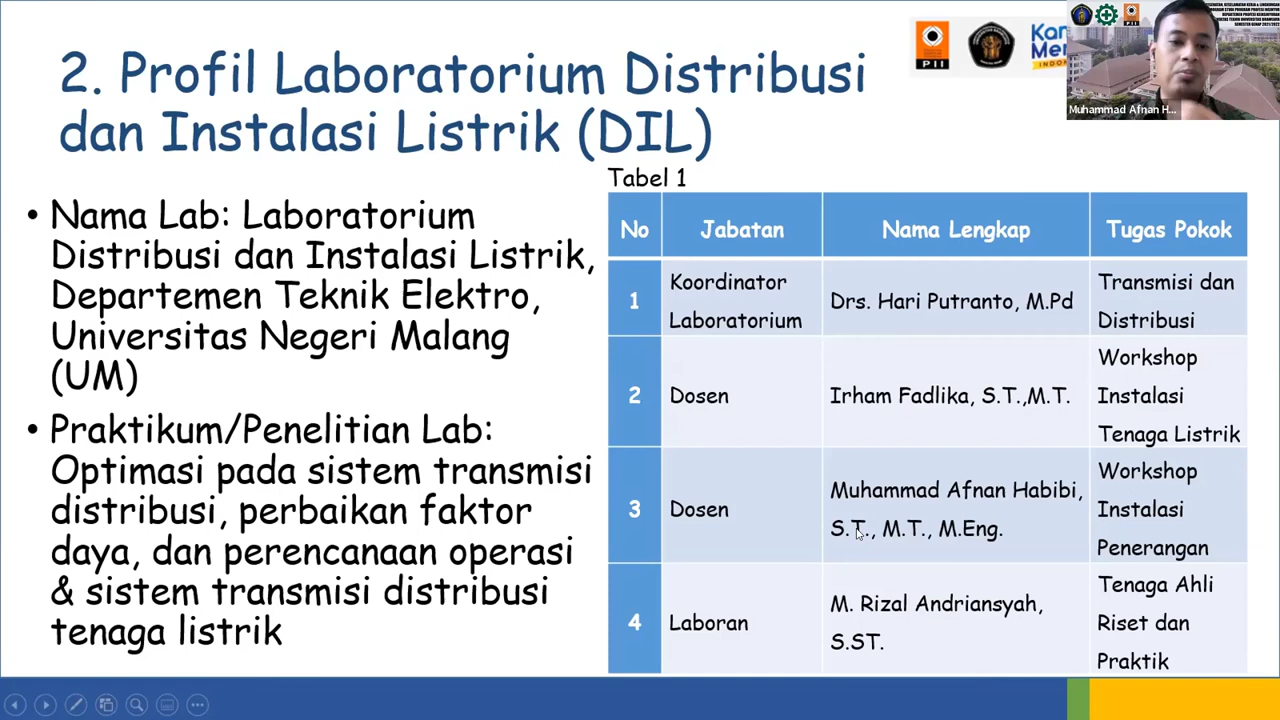 2. Profil Laboratorium Distribusi
dan Instalasi Listrik (DIL)
PII
Kan
Mer
INDON
PII
Muhammad Afnan H...
• Nama Lab: Laboratorium
Distribusi dan Instalasi Listrik,
Departemen Teknik Elektro,
Universitas Negeri Malang
(UM)
• Praktikum/Penelitian Lab:
Optimasi pada sistem transmisi
distribusi, perbaikan faktor
daya, dan perencanaan operasi
& sistem transmisi distribusi
tenaga listrik
Tabel 1
No Jabatan Nama Lengkap Tugas Pokok
1 Koordinator Laboratorium Drs. Hari Putranto, M.Pd Transmisi dan Distribusi
2 Dosen Irham Fadlika, S.T.,M.T. Workshop Instalasi Tenaga Listrik
3 Dosen Muhammad Afnan Habibi, S.T., M.T., M.Eng. Workshop Instalasi Penerangan
4 Laboran M. Rizal Andriansyah, S.ST. Tenaga Ahli Riset dan Praktik